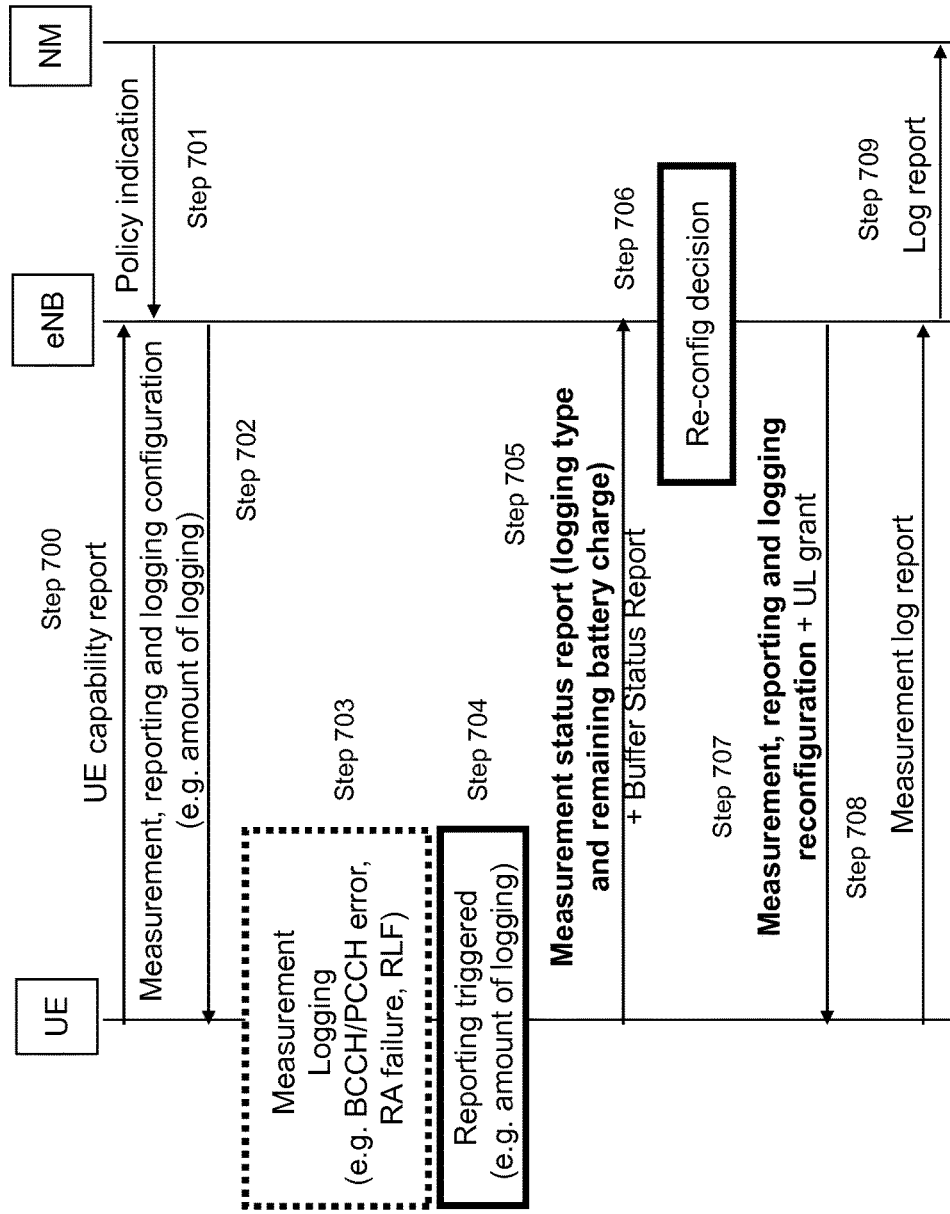 UE
eNB
NM
Step 700
UE capability report
Policy indication
Step 701
Measurement, reporting and logging configuration
(e.g. amount of logging)
Step 702
Measurement
Logging
(e.g. BCCH/PCCH error,
RA failure, RLF)
Step 703
Reporting triggered
(e.g. amount of logging)
Step 704
Step 705
Measurement status report (logging type
and remaining battery charge)
+ Buffer Status Report
Step 706
Re-config decision
Step 707
Measurement, reporting and logging
reconfiguration + UL grant
Step 708
Measurement log report
Step 709
Log report